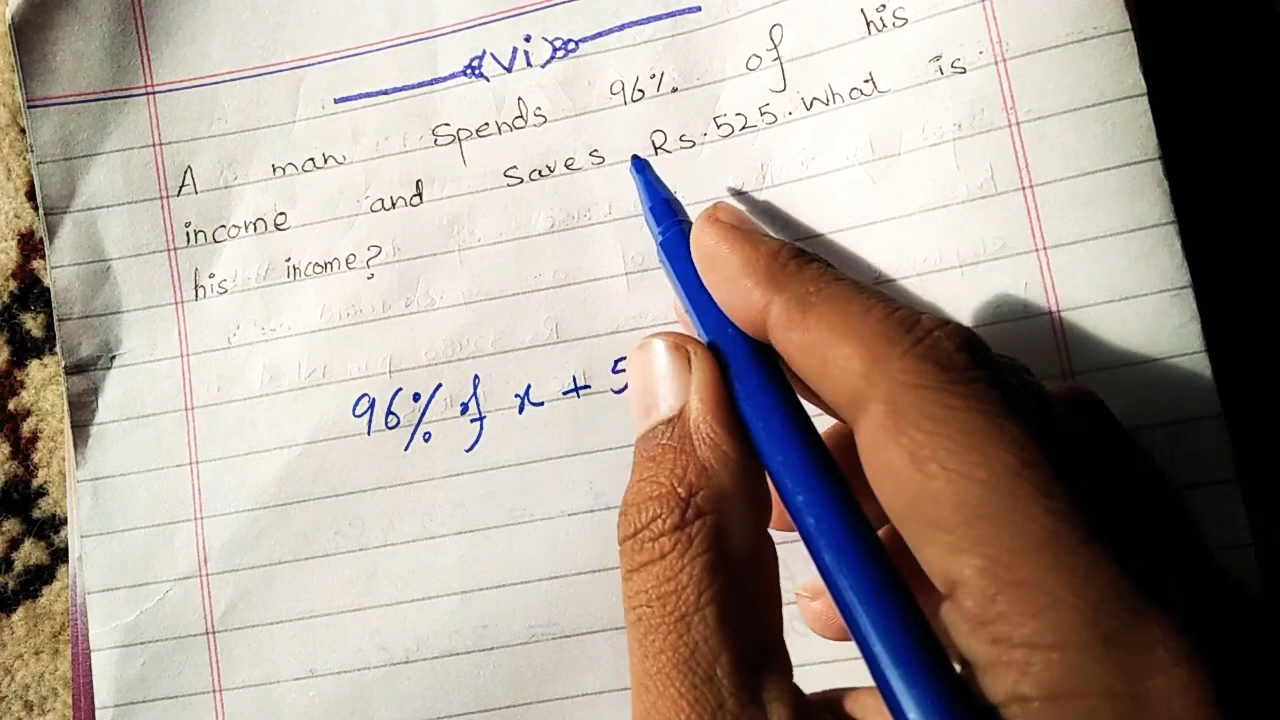 (Vi)
A man spends 96% of his
income and saves Rs.525. What is
his income?
96% of x + 5